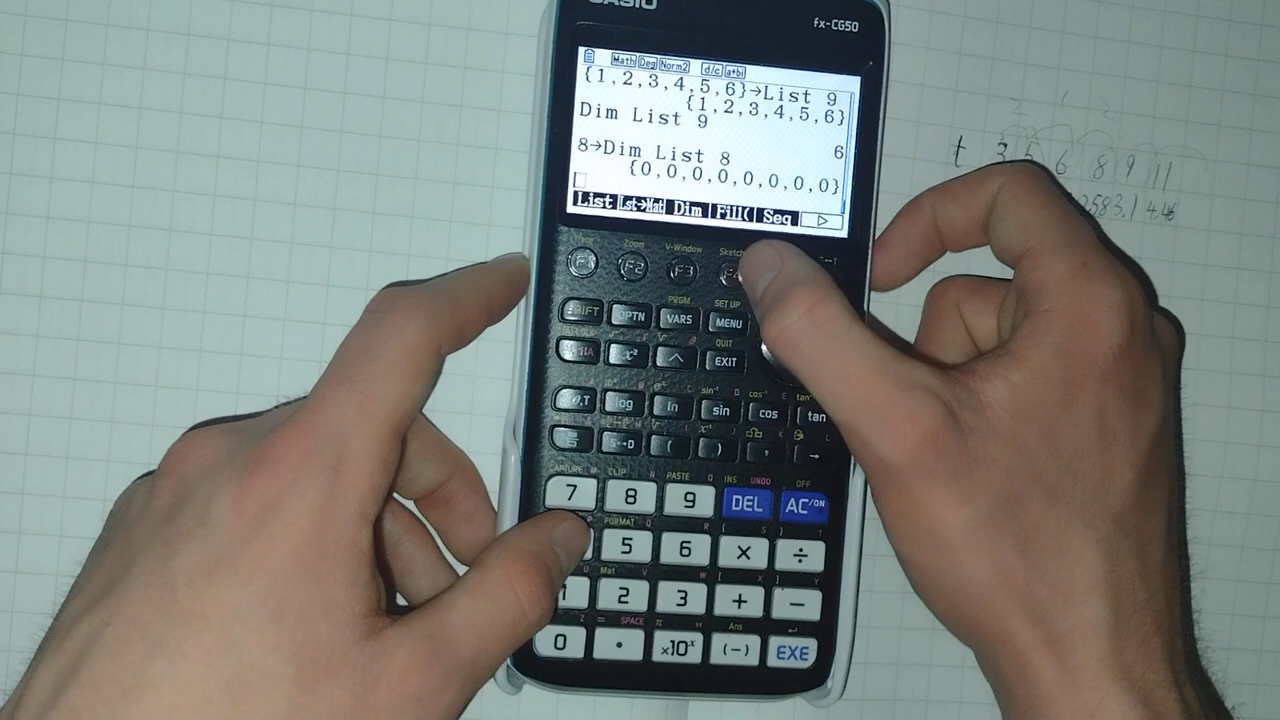 CASIO
fx-CG50
Math Deg Norm2 d/c a+bi
{1,2,3,4,5,6}→List 9
{1,2,3,4,5,6}
Dim List 9
6
8→Dim List 8
{0,0,0,0,0,0,0,0}
List Lst→Mat Dim Fill( Seq ▷
Zoom V-Window Sketch
F1 F2 F3 F4
PRGM SET UP
SHIFT OPTN VARS MENU
QUIT
x² ^ EXIT
sin⁻¹ D cos⁻¹ E tan
log ln sin cos tan
( ) , →
CAPTURE M CLIP N PASTE O INS UNDO OFF
7 8 9 DEL AC/ON
FORMAT Q R { S } T
5 6 × ÷
U Mat V W [ X ] Y
1 2 3 + −
Z = SPACE π Ans
0 . ×10ˣ (−) EXE
t 3 5 6 8 9 11